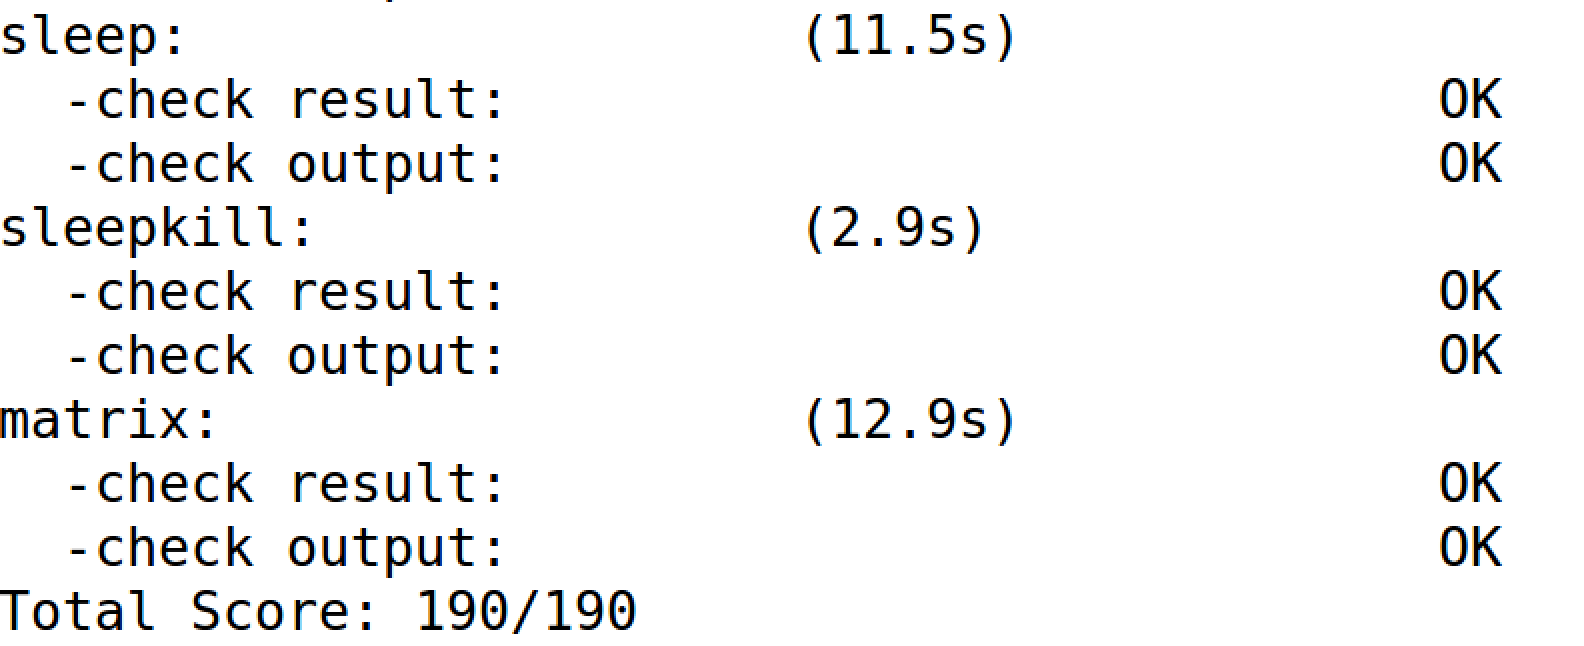 sleep:                   (11.5s)
  -check result:                             OK
  -check output:                             OK
sleepkill:               (2.9s)
  -check result:                             OK
  -check output:                             OK
matrix:                  (12.9s)
  -check result:                             OK
  -check output:                             OK
Total Score: 190/190